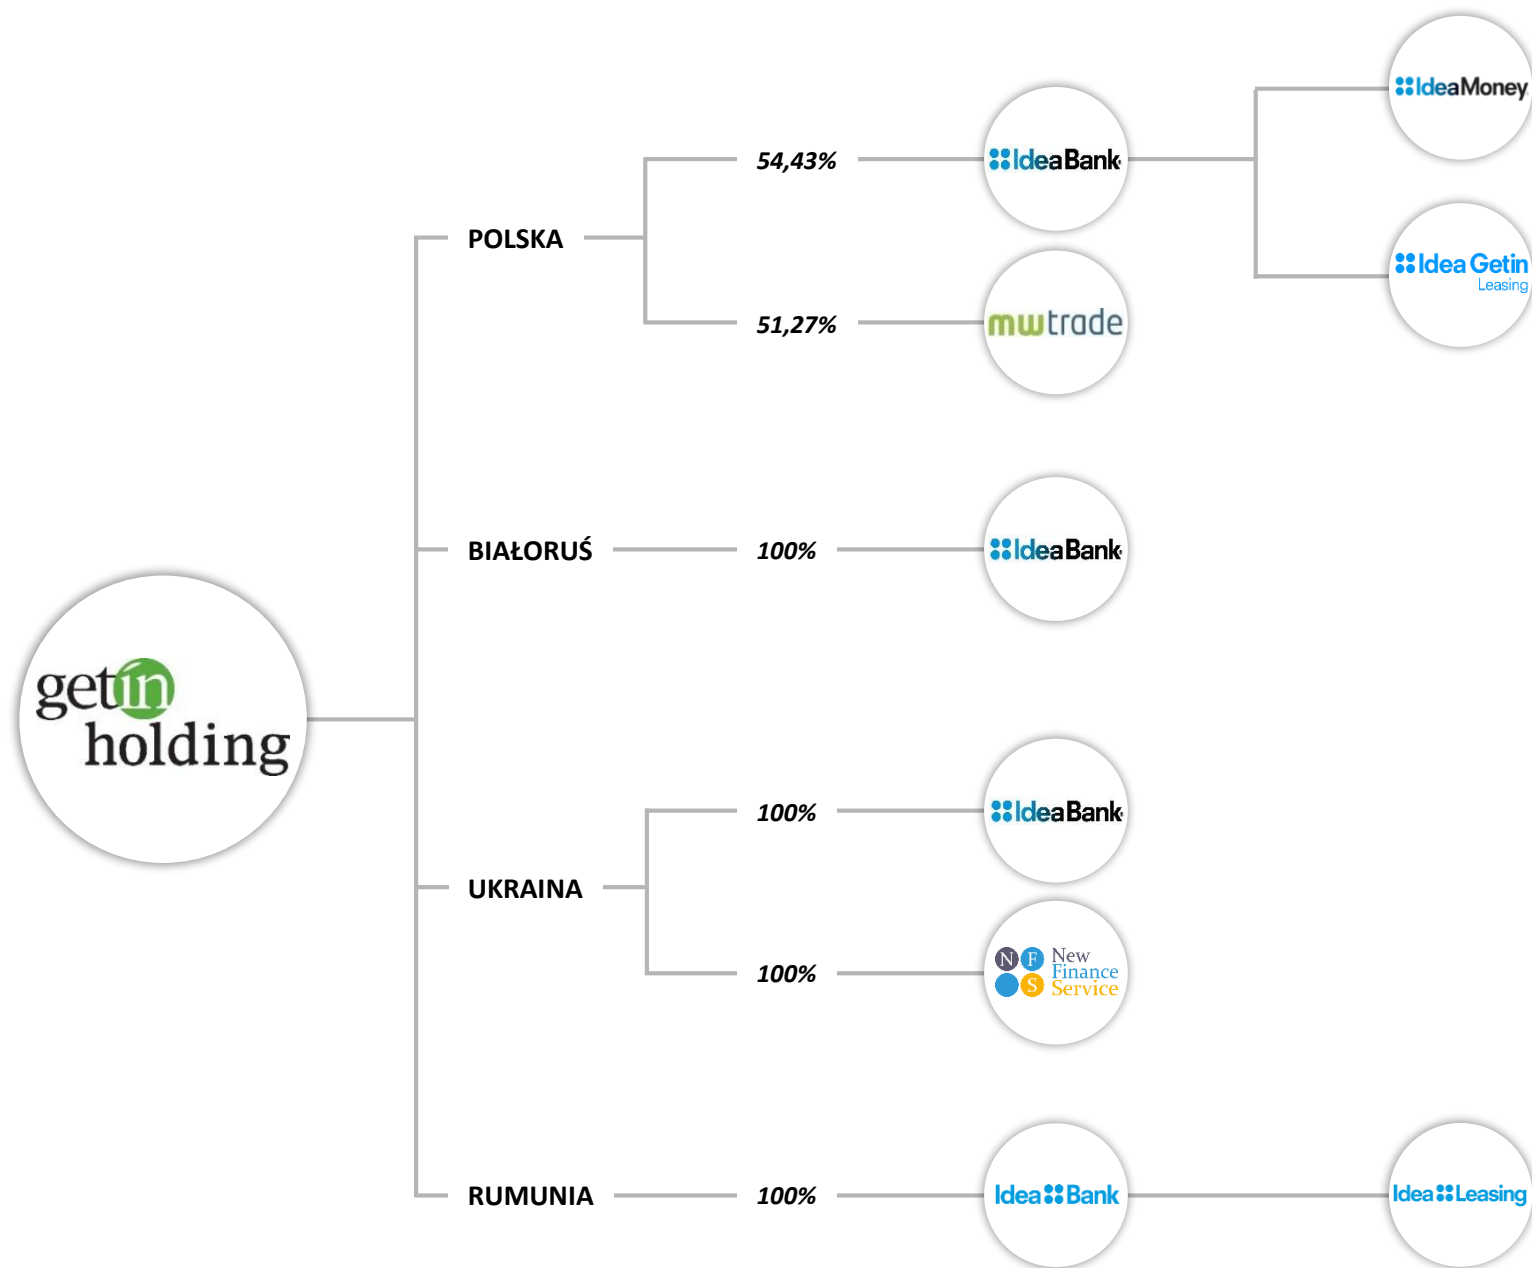 IdeaMoney
54,43%
IdeaBank
POLSKA
Idea Getin
Leasing
51,27%
mwtrade
BIAŁORUŚ
100%
IdeaBank
getin
holding
100%
IdeaBank
UKRAINA
100%
N F S
New
Finance
Service
RUMUNIA
100%
Idea Bank
Idea Leasing